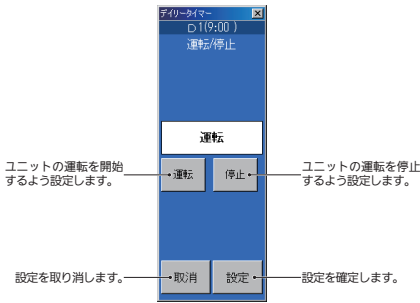 デイリータイマー
D1(9:00 )
運転/停止
運転
ユニットの運転を開始
するよう設定します。
運転
停止
ユニットの運転を停止
するよう設定します。
設定を取り消します。
取消
設定
設定を確定します。